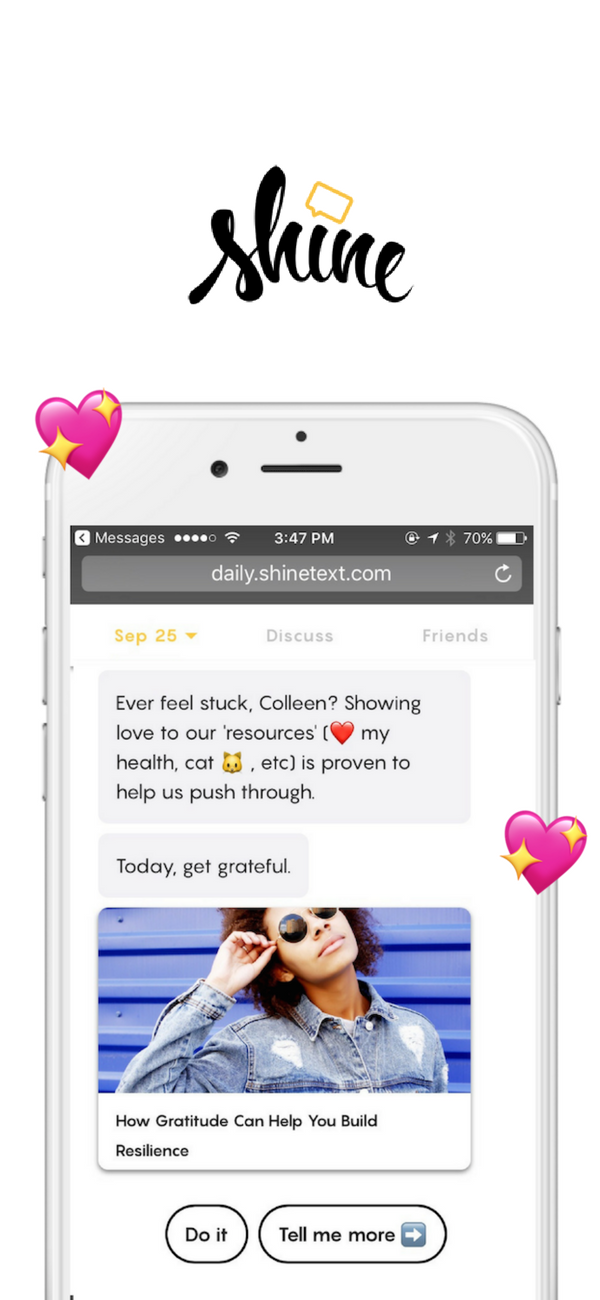 shine
Messages 3:47 PM 70%
daily.shinetext.com
Sep 25 Discuss Friends
Ever feel stuck, Colleen? Showing
love to our 'resources' (❤️ my
health, cat 🐱 , etc) is proven to
help us push through.
Today, get grateful.
How Gratitude Can Help You Build
Resilience
Do it Tell me more ➡️